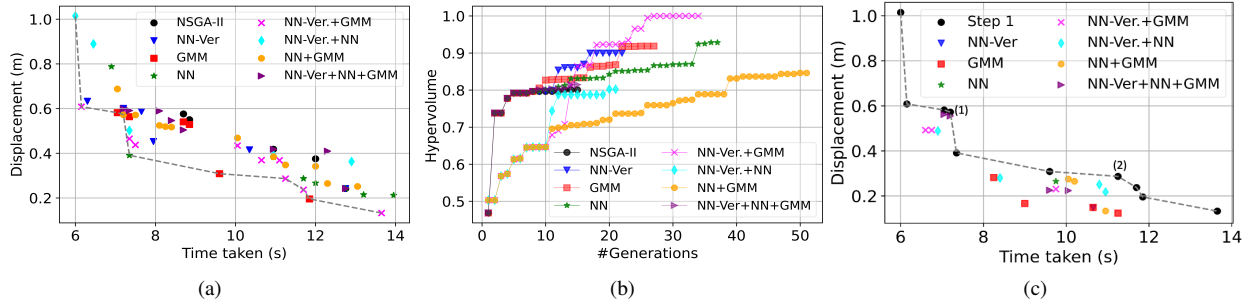 Displacement (m)
1.0
0.8
0.6
0.4
0.2
6
8
10
12
14
Time taken (s)
NSGA-II
NN-Ver
GMM
NN
NN-Ver.+GMM
NN-Ver.+NN
NN+GMM
NN-Ver+NN+GMM
(a)
Hypervolume
1.0
0.9
0.8
0.7
0.6
0.5
0
10
20
30
40
50
#Generations
NSGA-II
NN-Ver
GMM
NN
NN-Ver.+GMM
NN-Ver.+NN
NN+GMM
NN-Ver+NN+GMM
(b)
Displacement (m)
1.0
0.8
0.6
0.4
0.2
6
8
10
12
14
Time taken (s)
Step 1
NN-Ver
GMM
NN
NN-Ver.+GMM
NN-Ver.+NN
NN+GMM
NN-Ver+NN+GMM
(1)
(2)
(c)